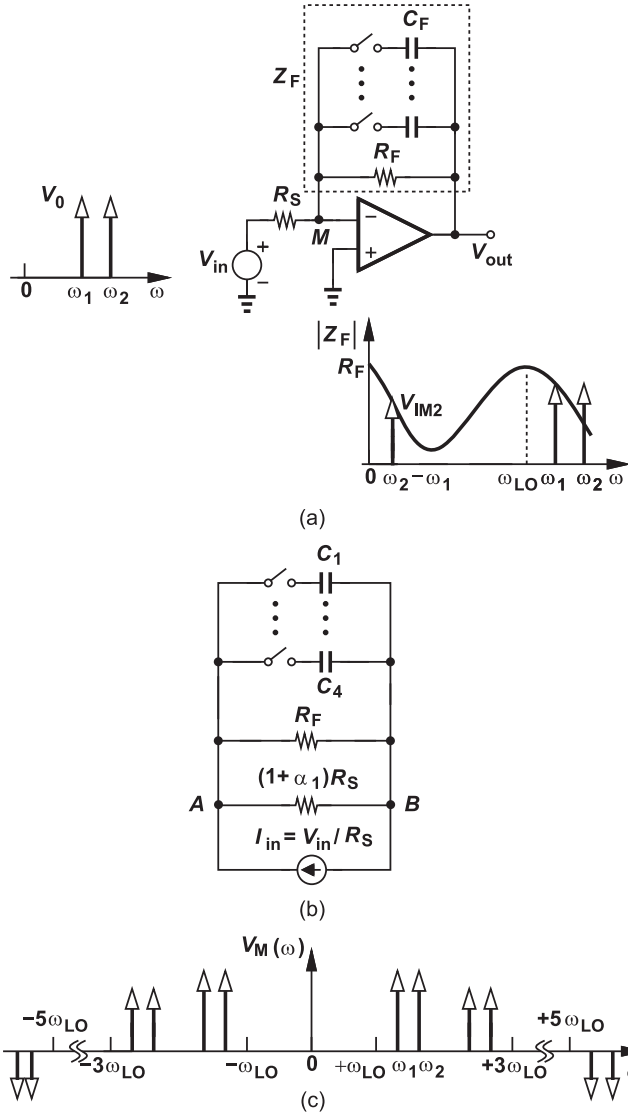 C_F
Z_F
R_F
V_0
R_S
M
−
+
V_in
+
−
V_out
0 ω_1 ω_2 ω
|Z_F|
R_F
V_IM2
0 ω_2−ω_1 ω_LO ω_1 ω_2 ω
(a)
C_1
C_4
R_F
(1+ α_1)R_S
A B
I_in = V_in / R_S
(b)
V_M(ω)
−5ω_LO +5ω_LO
−3ω_LO −ω_LO 0 +ω_LO ω_1 ω_2 +3ω_LO
(c)